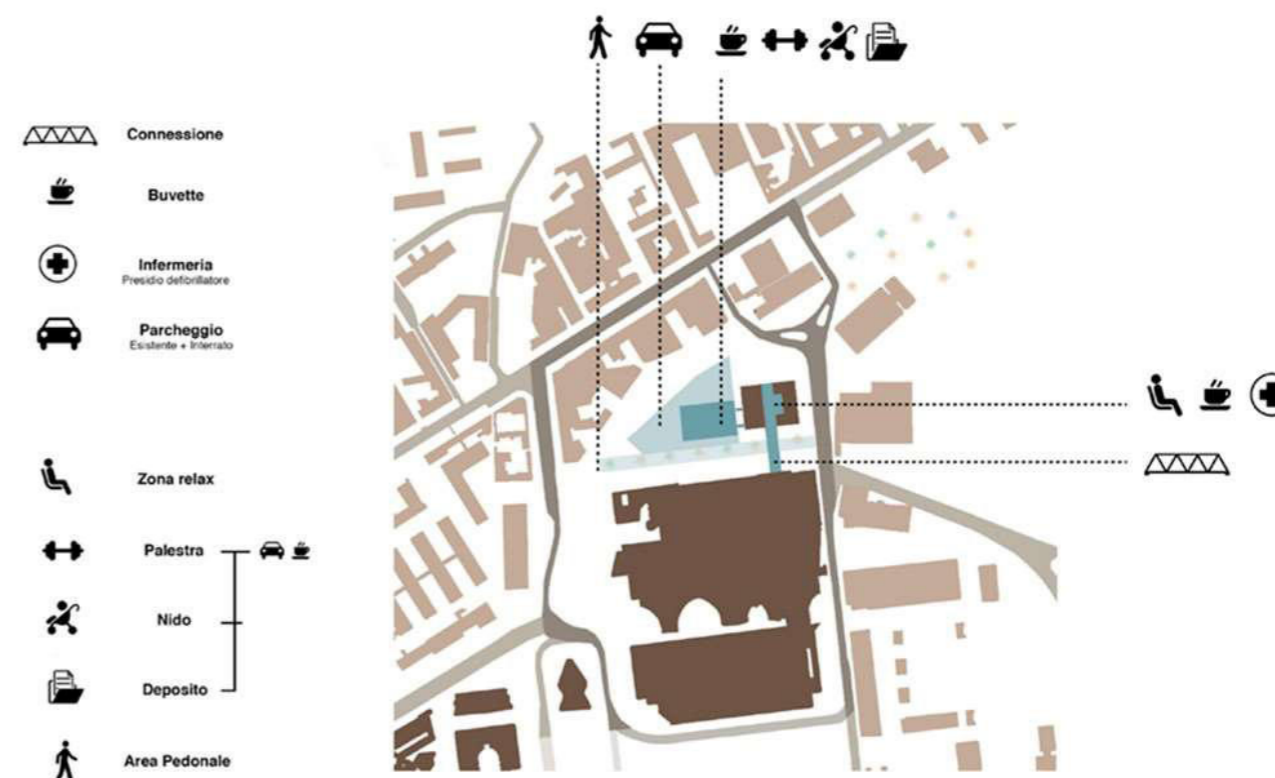 Connessione
Buvette
Infermeria
Presidio defibrillatore
Parcheggio
Esistente + Interrato
Zona relax
Palestra
Nido
Deposito
Area Pedonale